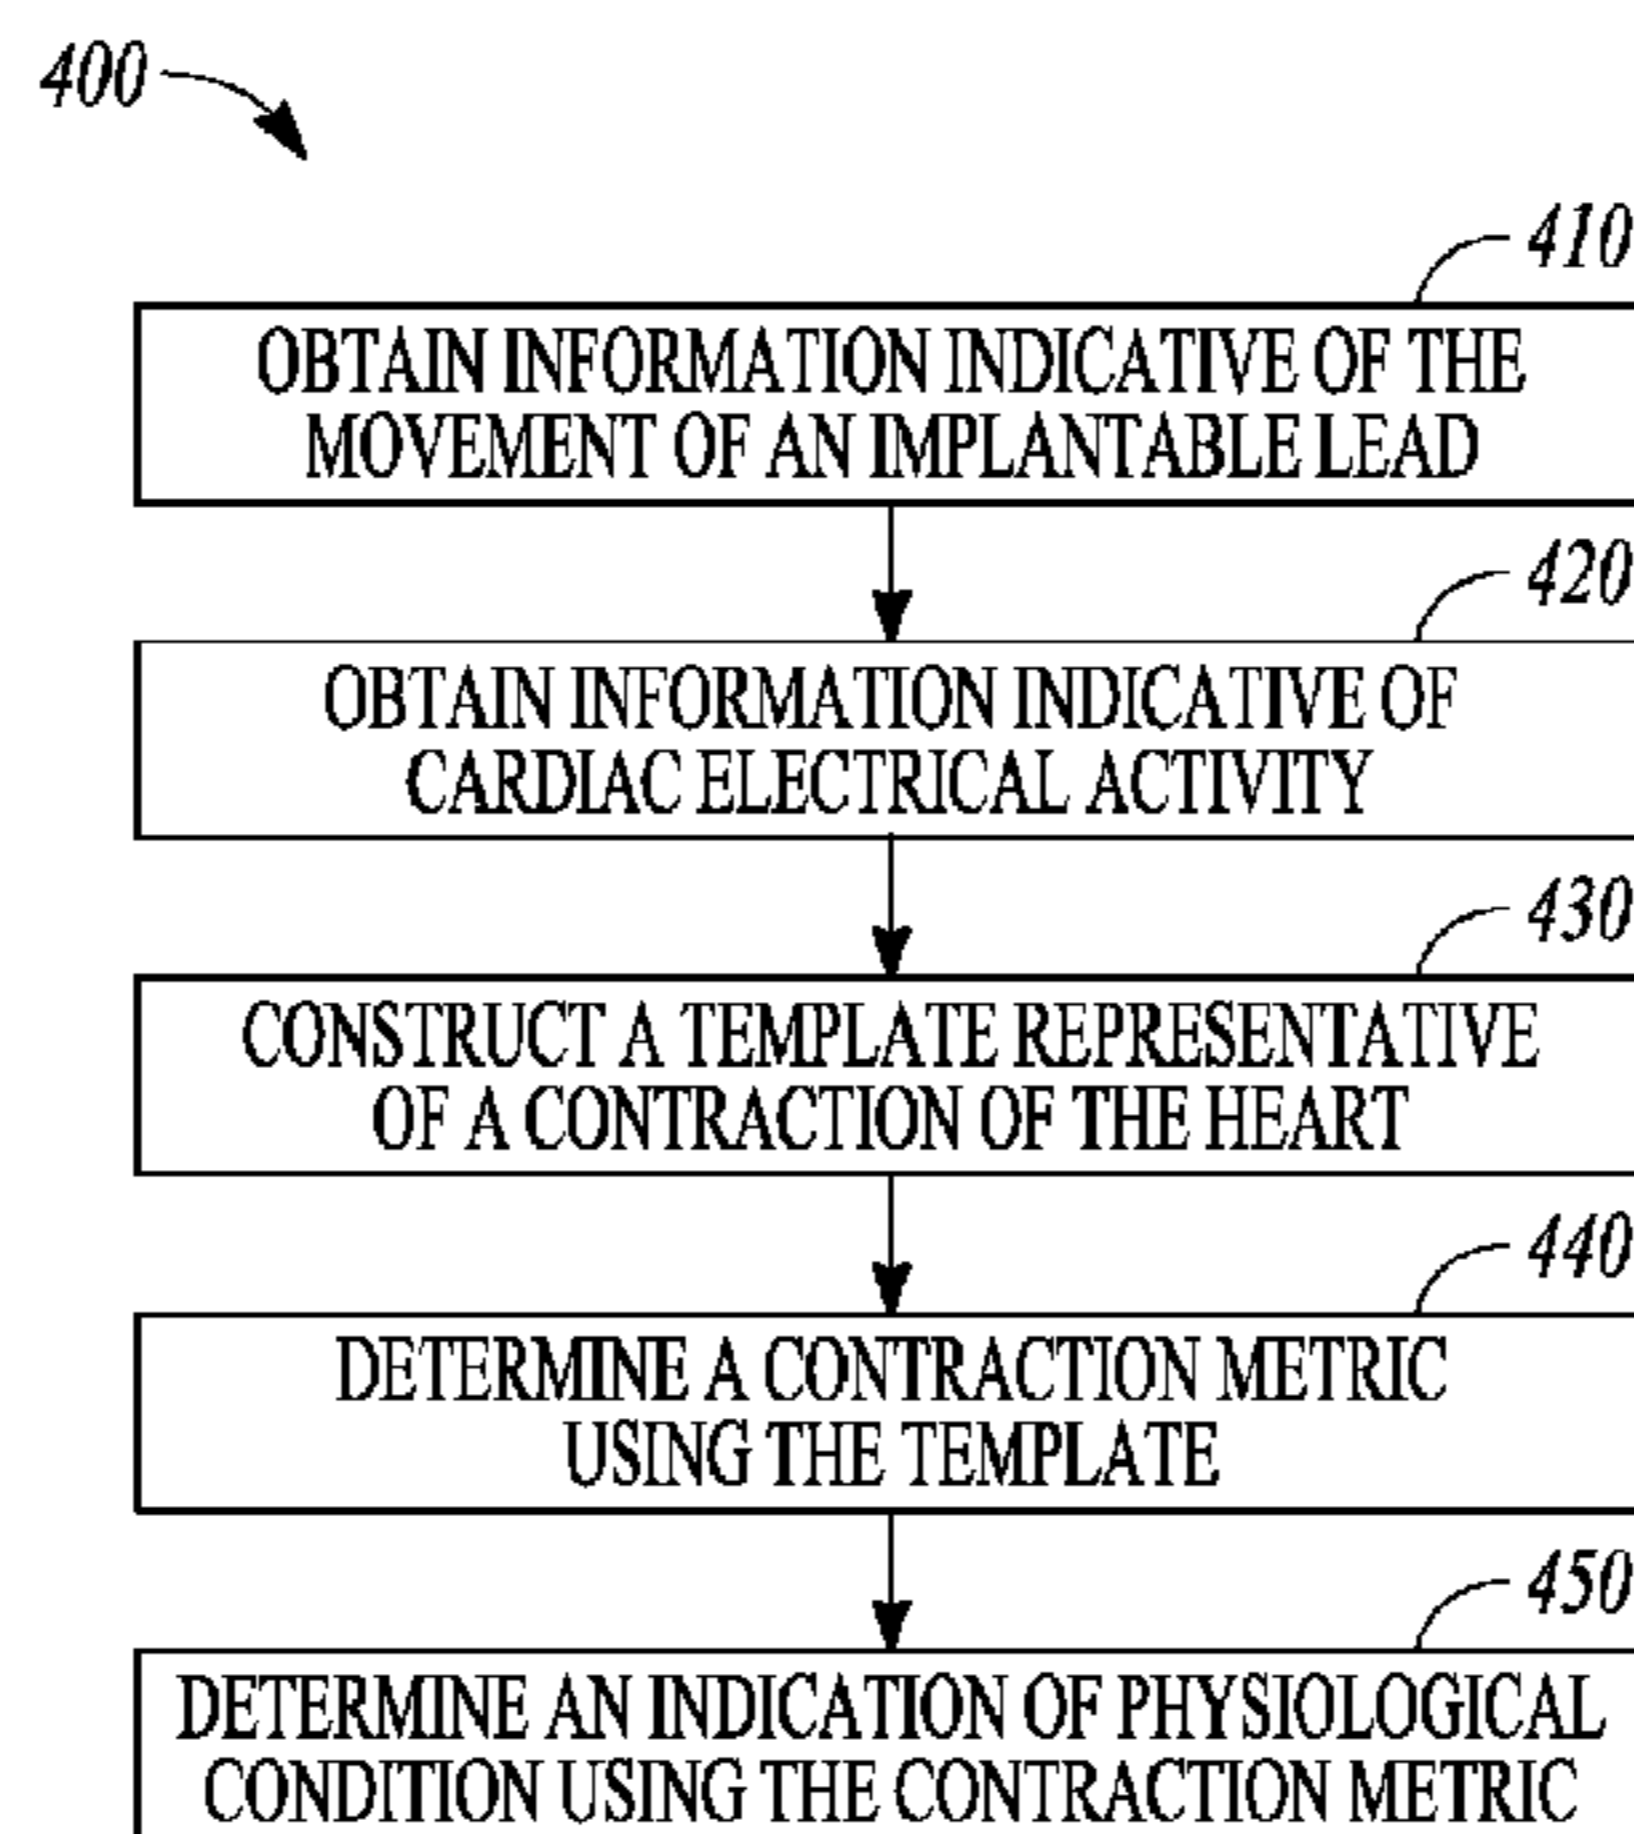 400
410
OBTAIN INFORMATION INDICATIVE OF THE
MOVEMENT OF AN IMPLANTABLE LEAD
420
OBTAIN INFORMATION INDICATIVE OF
CARDIAC ELECTRICAL ACTIVITY
430
CONSTRUCT A TEMPLATE REPRESENTATIVE
OF A CONTRACTION OF THE HEART
440
DETERMINE A CONTRACTION METRIC
USING THE TEMPLATE
450
DETERMINE AN INDICATION OF PHYSIOLOGICAL
CONDITION USING THE CONTRACTION METRIC